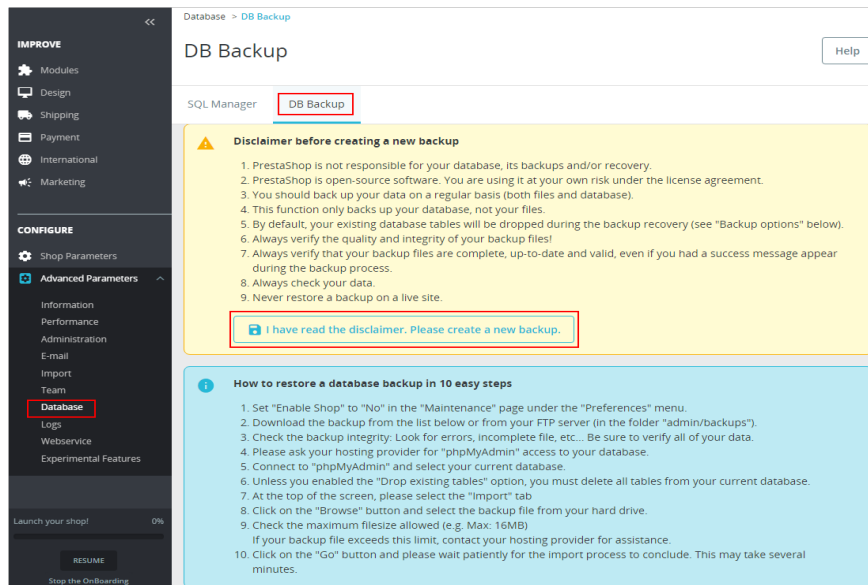 «
IMPROVE
Modules
Design
Shipping
Payment
International
Marketing
CONFIGURE
Shop Parameters
Advanced Parameters
Information
Performance
Administration
E-mail
Import
Team
Database
Logs
Webservice
Experimental Features
Launch your shop! 0%
RESUME
Stop the OnBoarding
Database > DB Backup
DB Backup
Help
SQL Manager DB Backup
Disclaimer before creating a new backup
1. PrestaShop is not responsible for your database, its backups and/or recovery.
2. PrestaShop is open-source software. You are using it at your own risk under the license agreement.
3. You should back up your data on a regular basis (both files and database).
4. This function only backs up your database, not your files.
5. By default, your existing database tables will be dropped during the backup recovery (see "Backup options" below).
6. Always verify the quality and integrity of your backup files!
7. Always verify that your backup files are complete, up-to-date and valid, even if you had a success message appear
during the backup process.
8. Always check your data.
9. Never restore a backup on a live site.
I have read the disclaimer. Please create a new backup.
How to restore a database backup in 10 easy steps
1. Set "Enable Shop" to "No" in the "Maintenance" page under the "Preferences" menu.
2. Download the backup from the list below or from your FTP server (in the folder "admin/backups").
3. Check the backup integrity: Look for errors, incomplete file, etc... Be sure to verify all of your data.
4. Please ask your hosting provider for "phpMyAdmin" access to your database.
5. Connect to "phpMyAdmin" and select your current database.
6. Unless you enabled the "Drop existing tables" option, you must delete all tables from your current database.
7. At the top of the screen, please select the "Import" tab
8. Click on the "Browse" button and select the backup file from your hard drive.
9. Check the maximum filesize allowed (e.g. Max: 16MB)
If your backup file exceeds this limit, contact your hosting provider for assistance.
10. Click on the "Go" button and please wait patiently for the import process to conclude. This may take several
minutes.